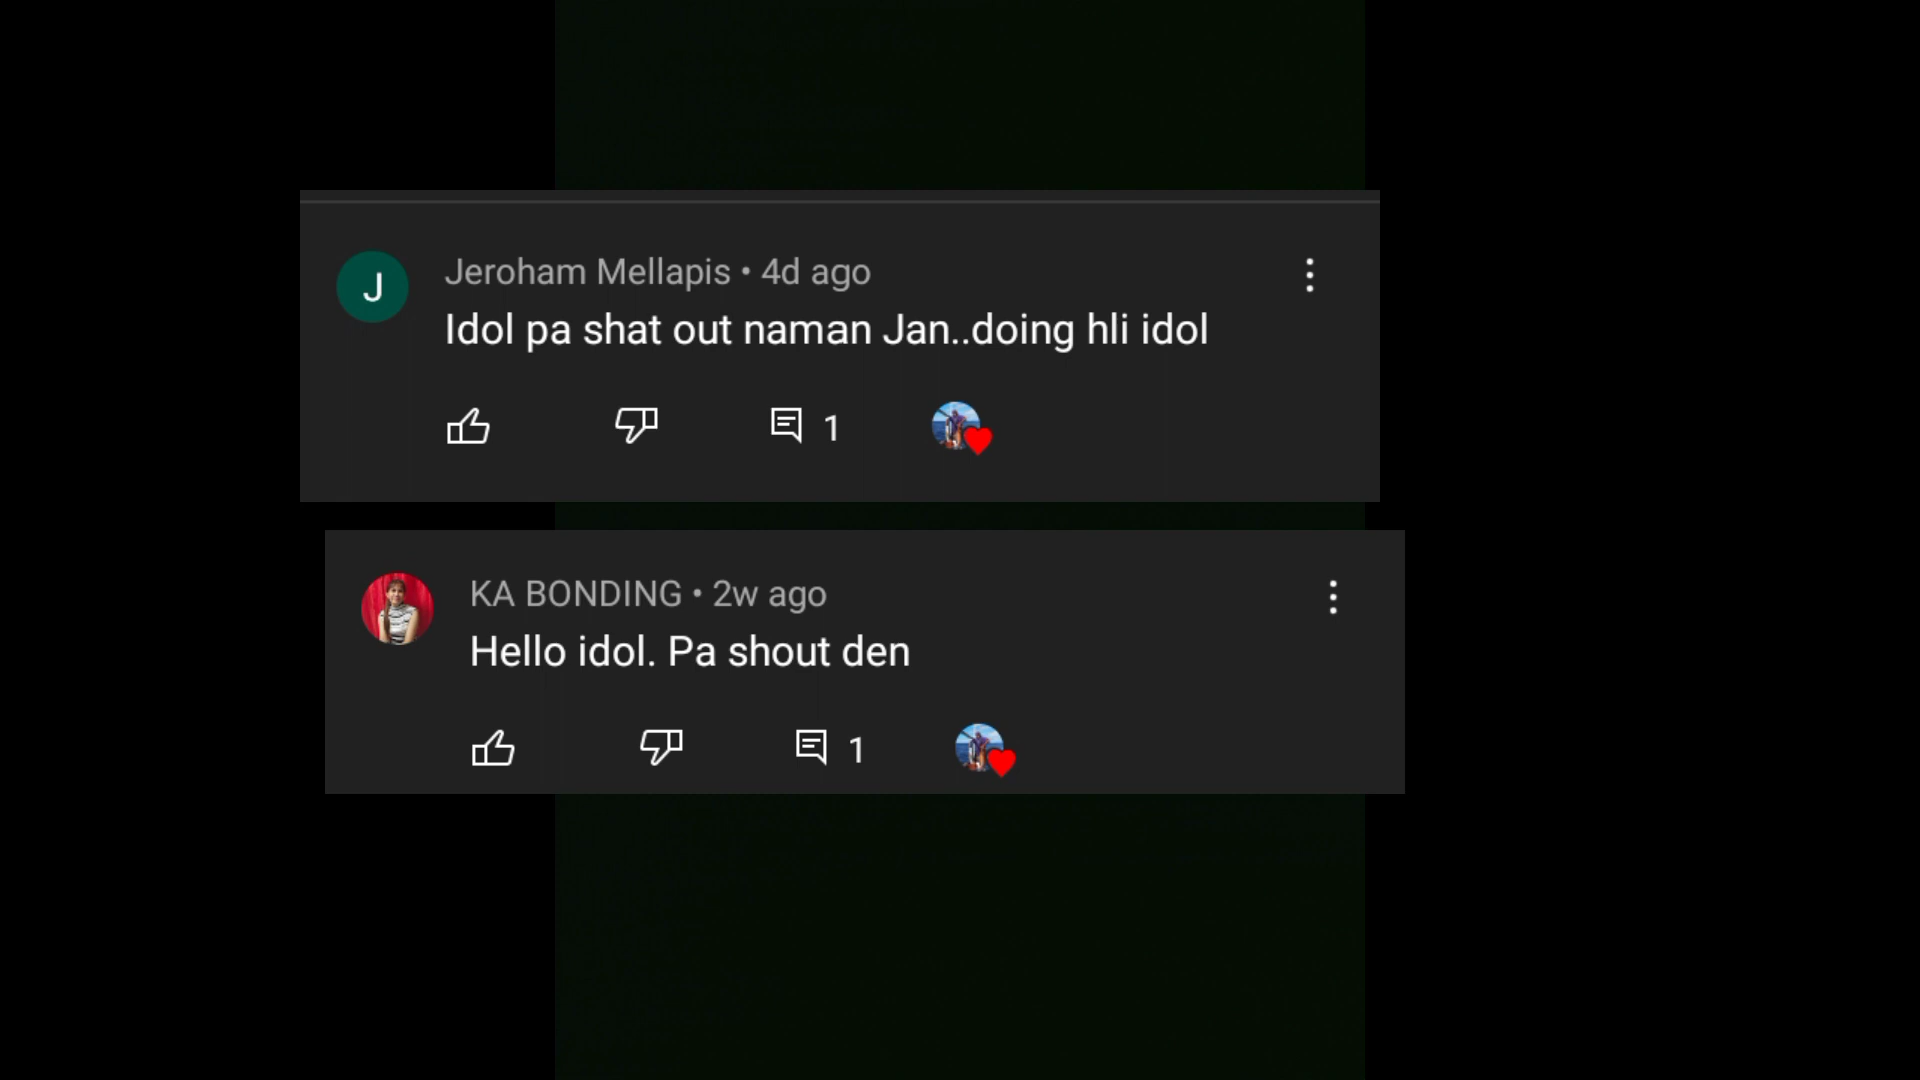 J
Jeroham Mellapis • 4d ago
Idol pa shat out naman Jan..doing hli idol
1
KA BONDING • 2w ago
Hello idol. Pa shout den
1